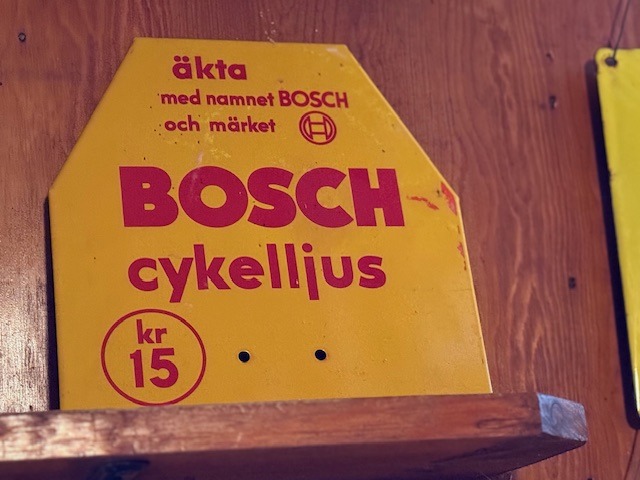 äkta
med namnet BOSCH
och märket
BOSCH
cykelljus
kr
15